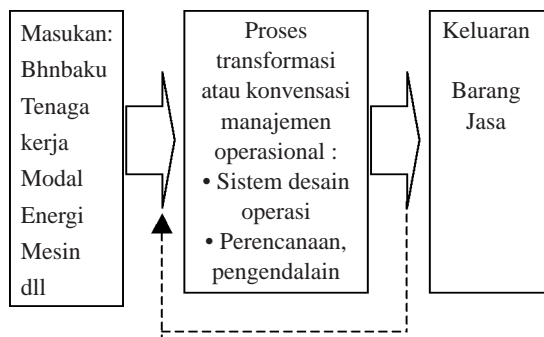 Masukan:
Bhnbaku
Tenaga
kerja
Modal
Energi
Mesin
dll
Proses
transformasi
atau konvensasi
manajemen
operasional :
• Sistem desain
operasi
• Perencanaan,
pengendalain
Keluaran
Barang
Jasa